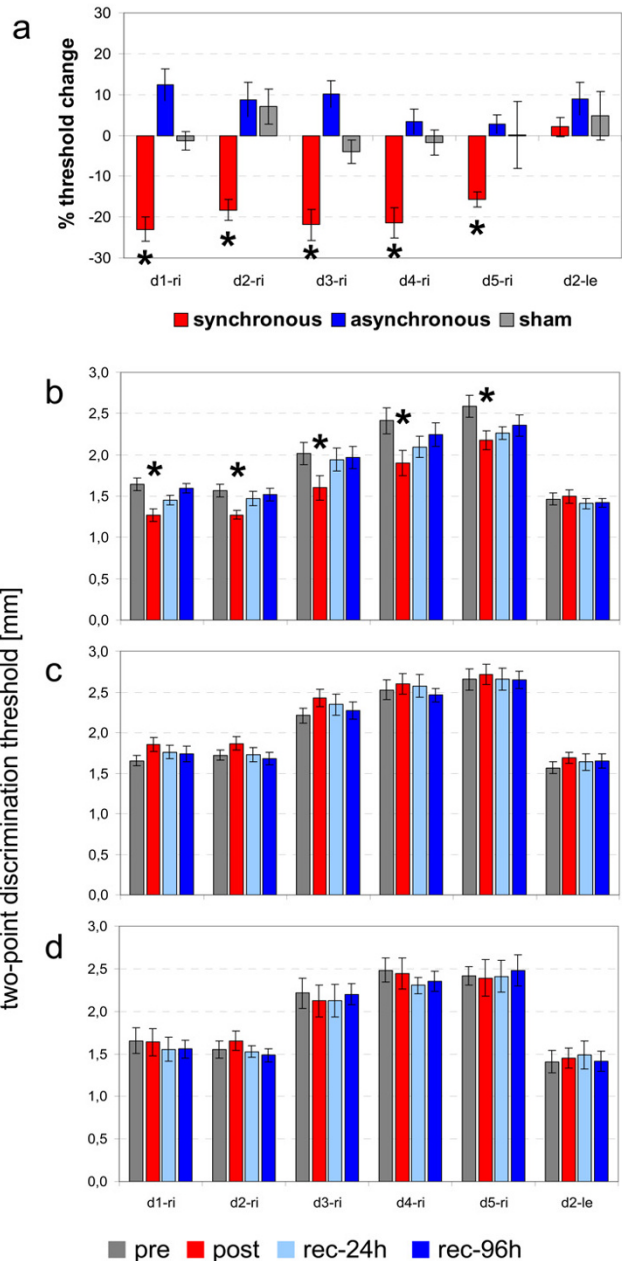 a
% threshold change
30
20
10
0
-10
-20
-30
* * * * *
d1-ri d2-ri d3-ri d4-ri d5-ri d2-le
synchronous asynchronous sham
two-point discrimination threshold [mm]
b
3,0
2,5
2,0
1,5
1,0
0,5
0,0
* * * * *
c
3,0
2,5
2,0
1,5
1,0
0,5
0,0
d
3,0
2,5
2,0
1,5
1,0
0,5
0,0
d1-ri d2-ri d3-ri d4-ri d5-ri d2-le
pre post rec-24h rec-96h